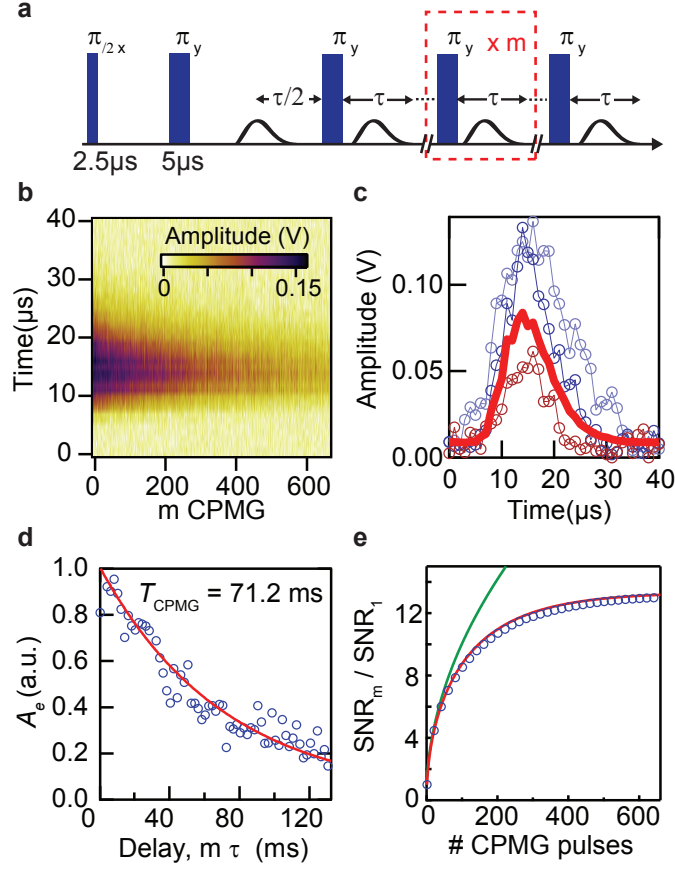 a
π/2 x
π y
π y
π y
x m
π y
τ/2
τ
τ
τ
2.5µs
5µs
b
c
40
30
20
10
0
Time(µs)
Amplitude (V)
0
0.15
0
200
400
600
m CPMG
0.10
0.05
0.00
Amplitude (V)
0
10
20
30
40
Time(µs)
d
e
1.0
0.8
0.6
0.4
0.2
0.0
A_e (a.u.)
T_CPMG = 71.2 ms
0
40
80
120
Delay, m τ (ms)
12
8
4
0
SNR_m / SNR_1
0
200
400
600
# CPMG pulses